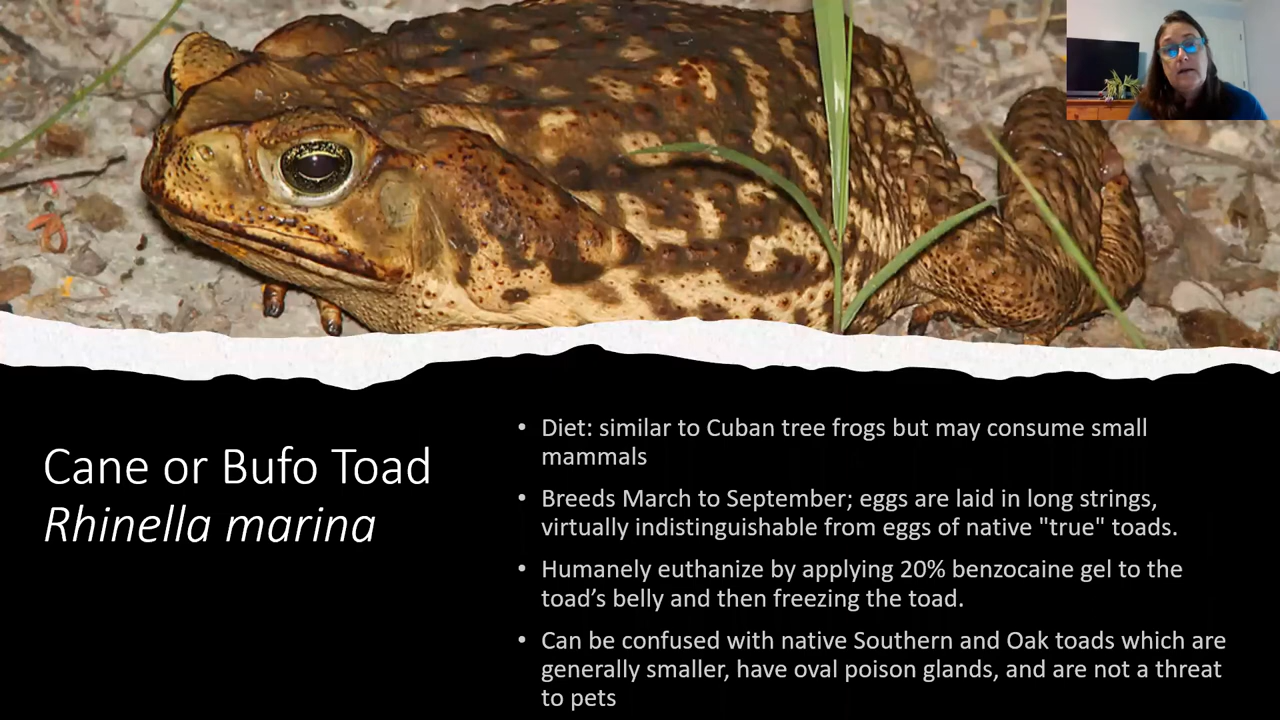 Cane or Bufo Toad
Rhinella marina
• Diet: similar to Cuban tree frogs but may consume small
mammals
• Breeds March to September; eggs are laid in long strings,
virtually indistinguishable from eggs of native "true" toads.
• Humanely euthanize by applying 20% benzocaine gel to the
toad’s belly and then freezing the toad.
• Can be confused with native Southern and Oak toads which are
generally smaller, have oval poison glands, and are not a threat
to pets